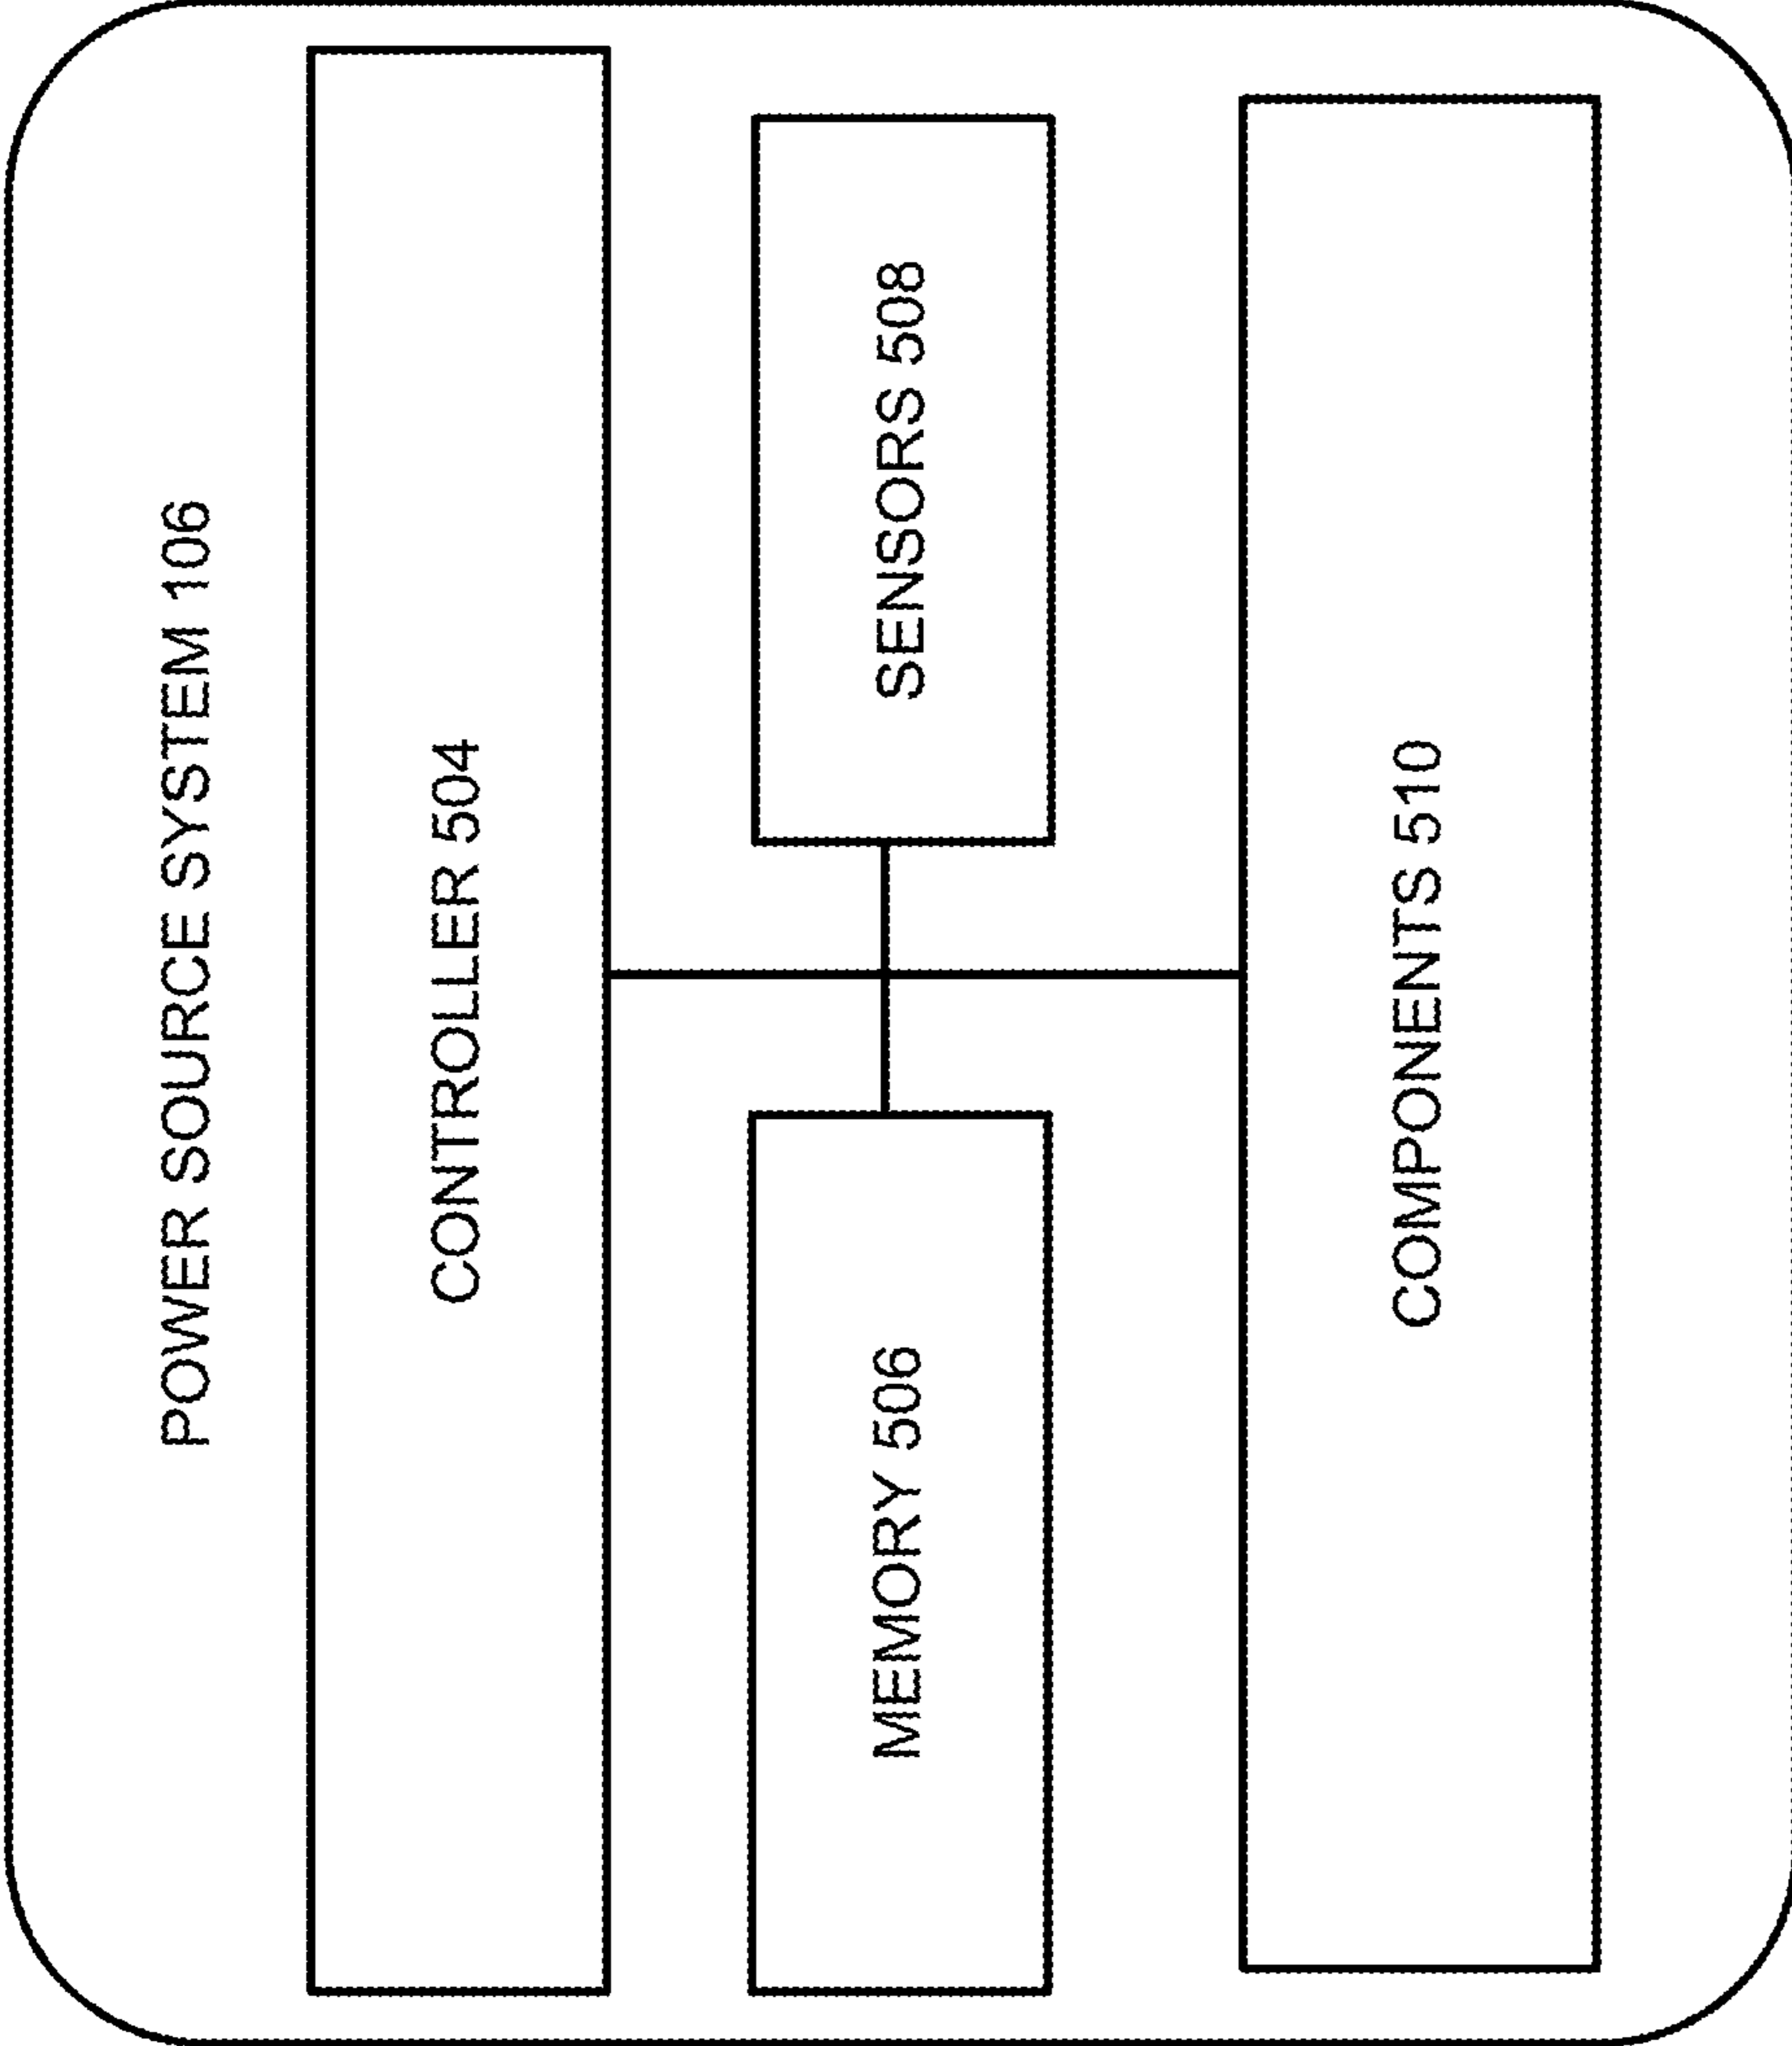 POWER SOURCE SYSTEM 106
CONTROLLER 504
MEMORY 506
SENSORS 508
COMPONENTS 510